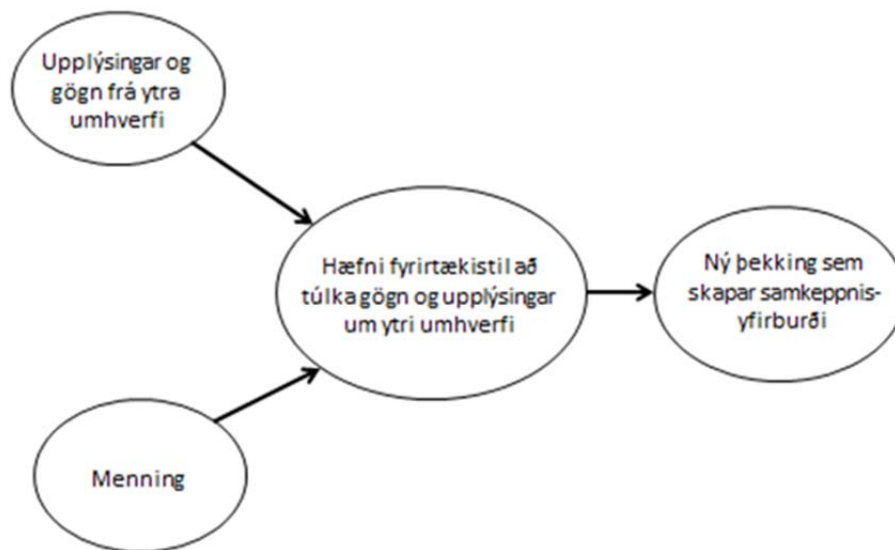 Upplýsingar og
gögn frá ytra
umhverfi
Hæfni fyrirtækistil að
túlka gögn og upplýsingar
um ytri umhverfi
Ný þekking sem
skapar samkeppnis-
yfirburði
Menning